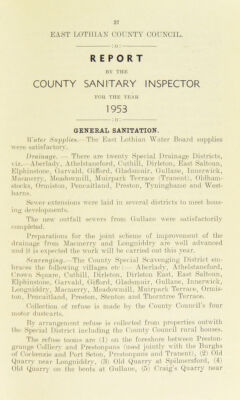 37
EAST LOTHIAN COUNTY COUNCIL.
REPORT
BY THE
COUNTY SANITARY INSPECTOR
FOR THE YEAR
1953
GENERAL SANITATION.
Water Supplies.—The East Lothian Water Board supplies
were satisfactory.
Drainage. — There are twenty Special Drainage Districts,
viz.—Aberlady, Athelstaneford, Cuthill, Dirleton, East Saltoun,
Elphinstone, Garvald, Gifford, Gladsmuir, Gullane, Innerwick,
Macmerry, Meadowmill, Muirpark Terrace (Tranent), Oldham-
stocks, Ormiston, Pencaitland, Preston, Tyninghame and West-
barns.
Sewer extensions were laid in several districts to meet hous-
ing developments.
The new outfall sewers from Gullane were satisfactorily
completed.
Preparations for the joint scheme of improvement of the
drainage from Macmerry and Longniddry are well advanced
and it is expected the work will be carried out this year.
Scavenging.—The County Special Scavenging District em-
braces the following villages etc :— Aberlady, Athelstaneford,
Crown Square, Cuthill, Dirleton, Dirleton East, East Saltoun,
Elphinstone, Garvald, Gifford, Gladsmuir, Gullane, Innerwick,
Longniddry, Macmerry, Meadowmill, Muirpark Terrace, Ormis-
ton, Pencaitland, Preston, Stenton and Thorntree Terrace.
Collection of refuse is made by the County Council's four
motor dustcarts.
By arrangement refuse is collected from properties outwith
the Special District including the County Council rural houses.
The refuse tooms are (1) on the foreshore between Preston-
grange Colliery and Prestonpans (used jointly with the Burghs
of Cockenzie and Port Seton, Prestonpans and Tranent), (2) Old
Quarry near Longniddry, (3) Old Quarry at Spilmersford, (4)
Old Quarry on the bents at Gullane, (5) Craig's Quarry near